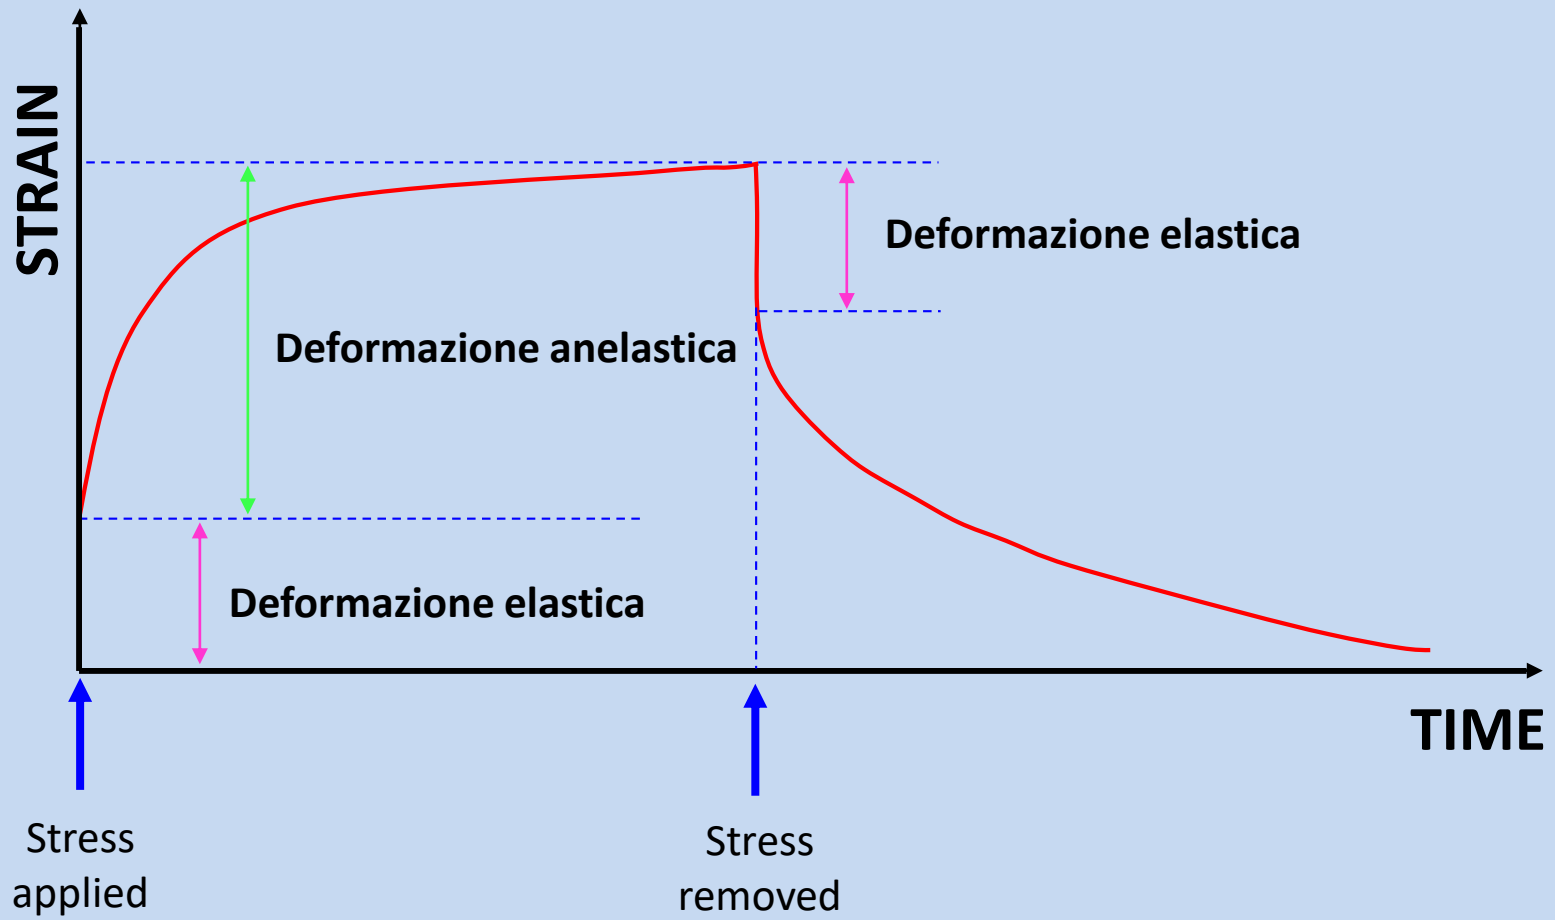 STRAIN
Deformazione elastica
Deformazione anelastica
Deformazione elastica
TIME
Stress
applied
Stress
removed